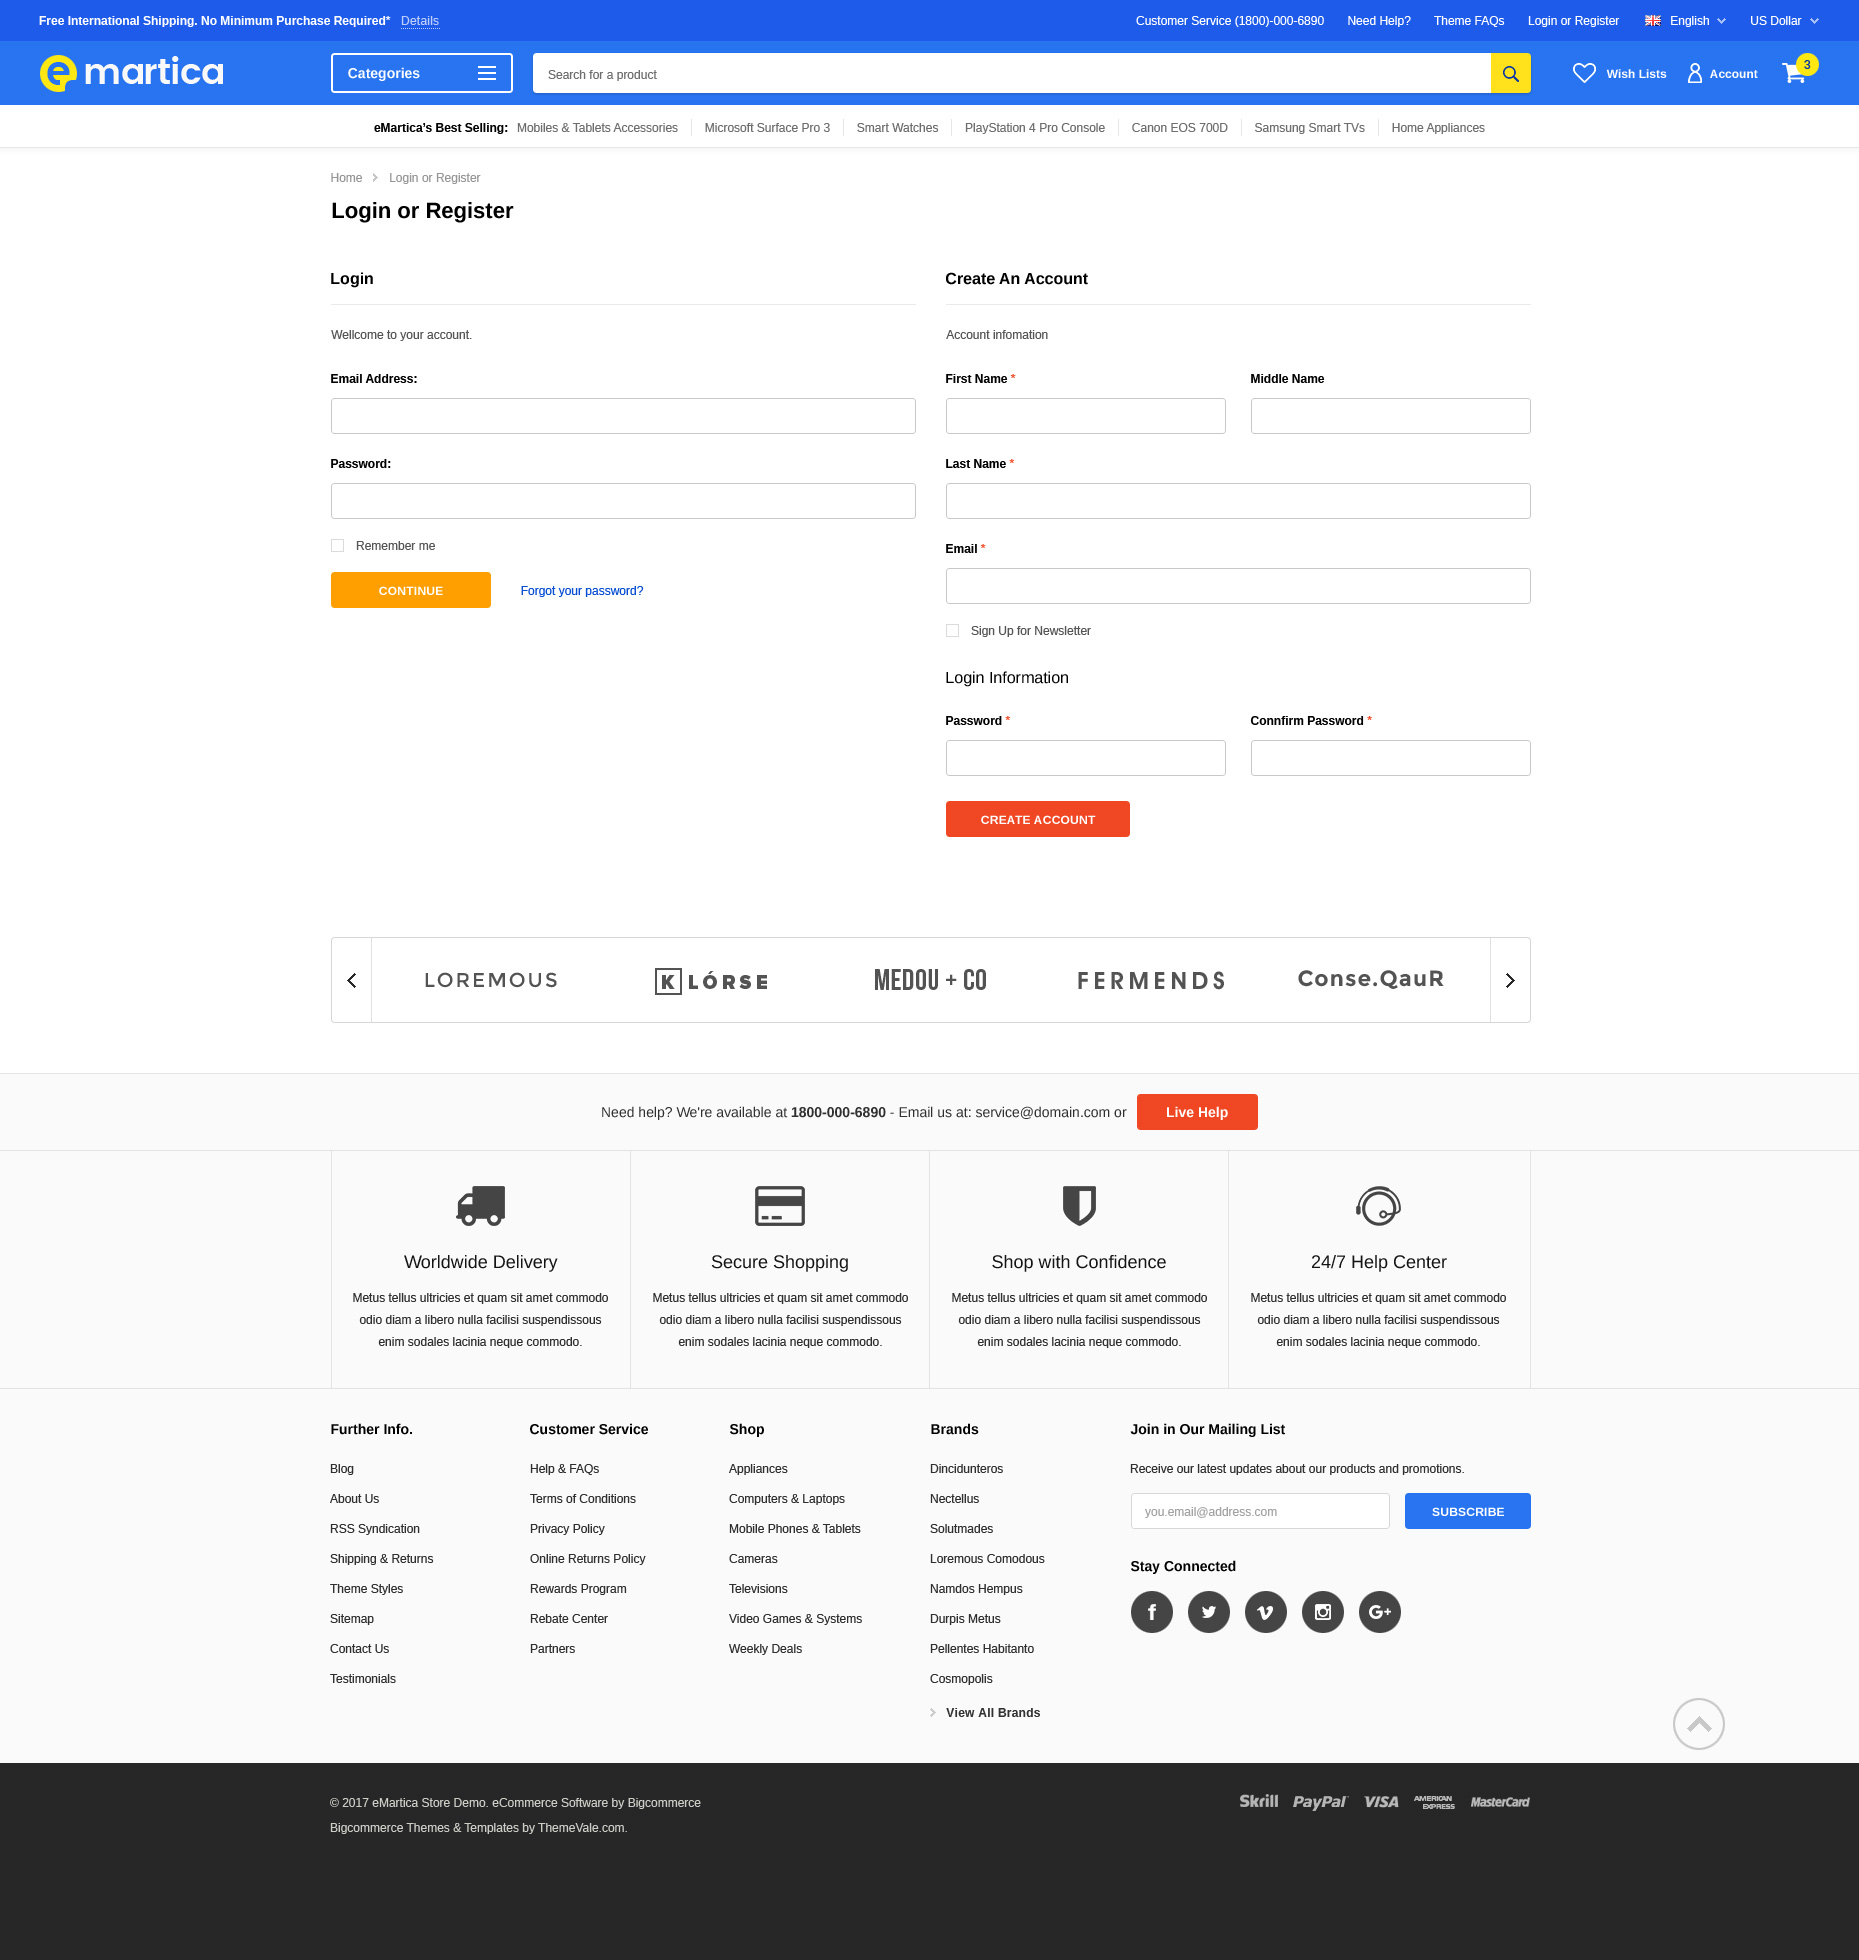 Free International Shipping. No Minimum Purchase Required* Details
Customer Service (1800)-000-6890 Need Help? Theme FAQs Login or Register English US Dollar
e martica
Categories
Search for a product
Wish Lists Account 3
eMartica's Best Selling: Mobiles & Tablets Accessories Microsoft Surface Pro 3 Smart Watches PlayStation 4 Pro Console Canon EOS 700D Samsung Smart TVs Home Appliances
Home Login or Register
Login or Register
Login
Wellcome to your account.
Email Address:
Password:
Remember me
CONTINUE Forgot your password?
Create An Account
Account infomation
First Name * Middle Name
Last Name *
Email *
Sign Up for Newsletter
Login Information
Password * Connfirm Password *
CREATE ACCOUNT
LOREMOUS K LÓRSE MEDOU + CO FERMENDS Conse.QauR
Need help? We're available at 1800-000-6890 - Email us at: service@domain.com or Live Help
Worldwide Delivery
Metus tellus ultricies et quam sit amet commodo
odio diam a libero nulla facilisi suspendissous
enim sodales lacinia neque commodo.
Secure Shopping
Metus tellus ultricies et quam sit amet commodo
odio diam a libero nulla facilisi suspendissous
enim sodales lacinia neque commodo.
Shop with Confidence
Metus tellus ultricies et quam sit amet commodo
odio diam a libero nulla facilisi suspendissous
enim sodales lacinia neque commodo.
24/7 Help Center
Metus tellus ultricies et quam sit amet commodo
odio diam a libero nulla facilisi suspendissous
enim sodales lacinia neque commodo.
Further Info.
Blog
About Us
RSS Syndication
Shipping & Returns
Theme Styles
Sitemap
Contact Us
Testimonials
Customer Service
Help & FAQs
Terms of Conditions
Privacy Policy
Online Returns Policy
Rewards Program
Rebate Center
Partners
Shop
Appliances
Computers & Laptops
Mobile Phones & Tablets
Cameras
Televisions
Video Games & Systems
Weekly Deals
Brands
Dincidunteros
Nectellus
Solutmades
Loremous Comodous
Namdos Hempus
Durpis Metus
Pellentes Habitanto
Cosmopolis
View All Brands
Join in Our Mailing List
Receive our latest updates about our products and promotions.
you.email@address.com SUBSCRIBE
Stay Connected
© 2017 eMartica Store Demo. eCommerce Software by Bigcommerce
Bigcommerce Themes & Templates by ThemeVale.com.
Skrill PayPal VISA AMERICAN EXPRESS MasterCard